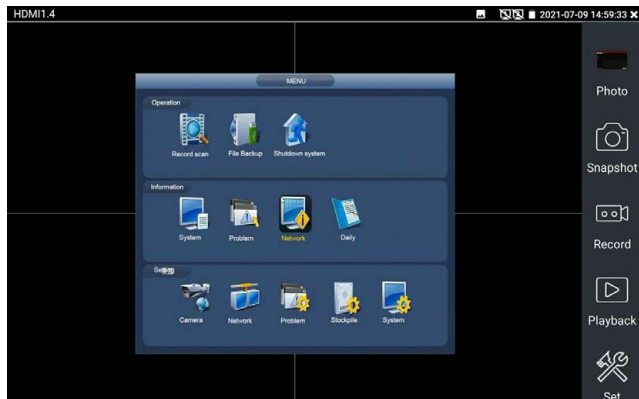 HDMI1.4
2021-07-09 14:59:33
MENU
Operation
Record scan
File Backup
Shutdown system
Information
System
Problem
Network
Daily
Camera
Network
Problem
Stockpile
System
Photo
Snapshot
Record
Playback
Set